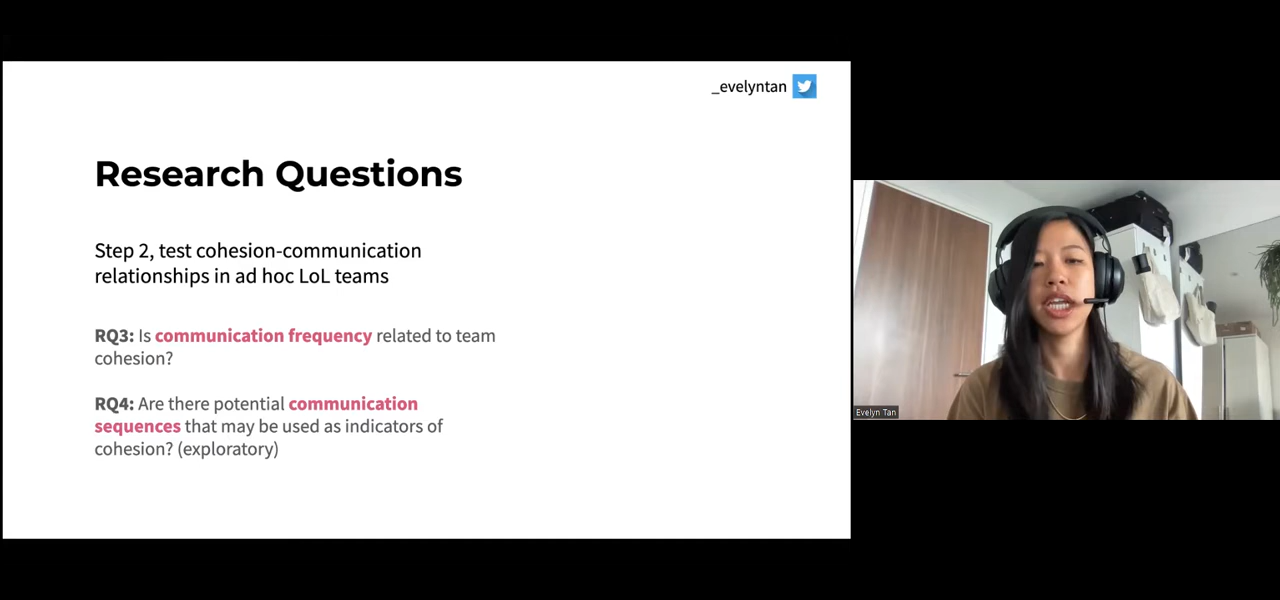 _evelyntan
Research Questions
Step 2, test cohesion-communication
relationships in ad hoc LoL teams
RQ3: Is communication frequency related to team
cohesion?
RQ4: Are there potential communication
sequences that may be used as indicators of
cohesion? (exploratory)
Evelyn Tan